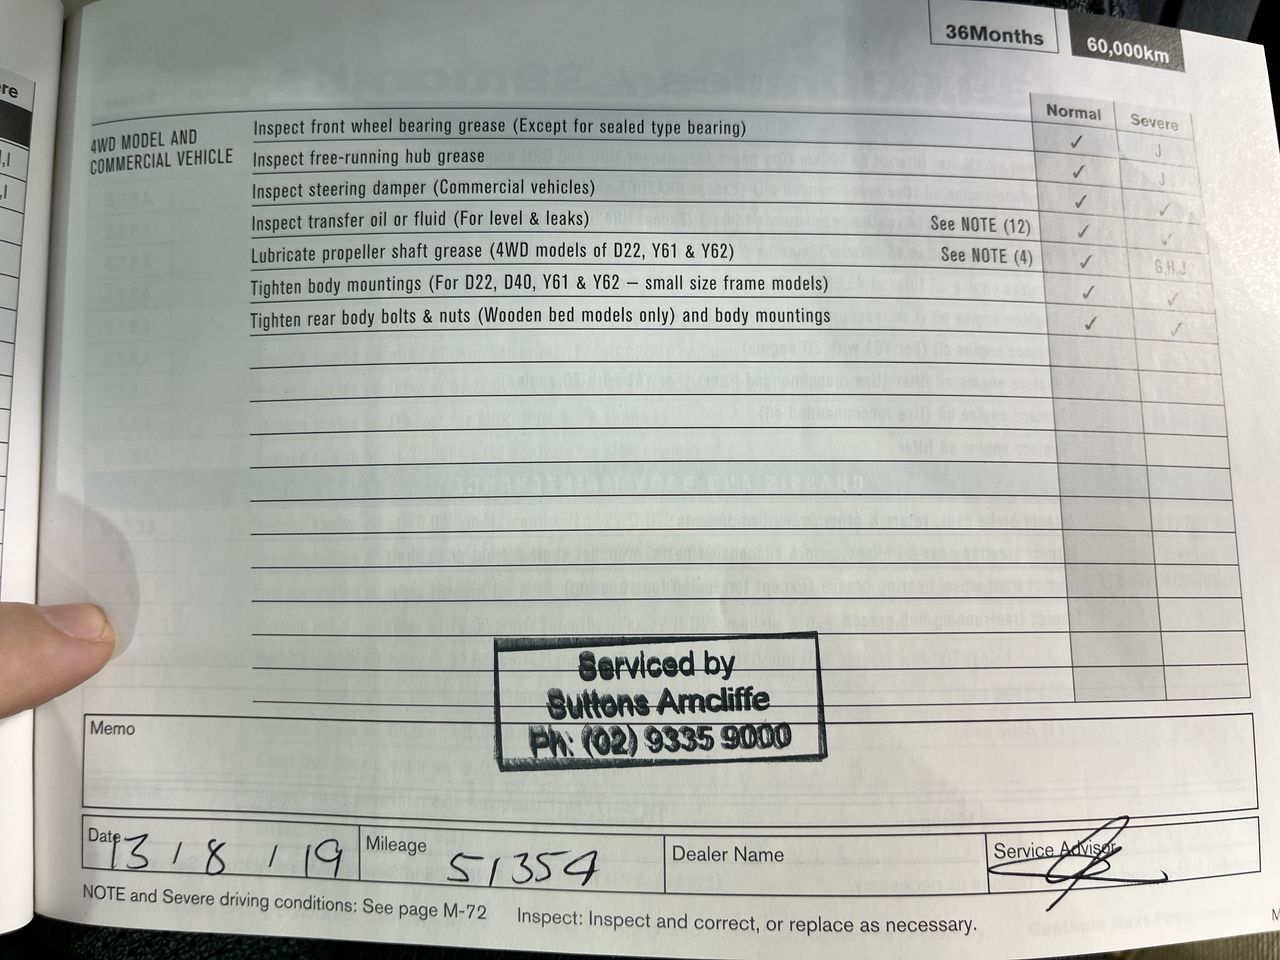 36Months 60,000km
Normal Severe
4WD MODEL AND
COMMERCIAL VEHICLE
Inspect front wheel bearing grease (Except for sealed type bearing) ✓ J
Inspect free-running hub grease ✓ J
Inspect steering damper (Commercial vehicles) ✓ ✓
Inspect transfer oil or fluid (For level & leaks) See NOTE (12) ✓ ✓
Lubricate propeller shaft grease (4WD models of D22, Y61 & Y62) See NOTE (4) ✓ G,H,J
Tighten body mountings (For D22, D40, Y61 & Y62 – small size frame models) ✓ ✓
Tighten rear body bolts & nuts (Wooden bed models only) and body mountings ✓ ✓
Serviced by
Suttons Arncliffe
Ph: (02) 9335 9000
Memo
Date 13 / 8 / 19 Mileage 51354 Dealer Name Service Advisor
NOTE and Severe driving conditions: See page M-72 Inspect: Inspect and correct, or replace as necessary.